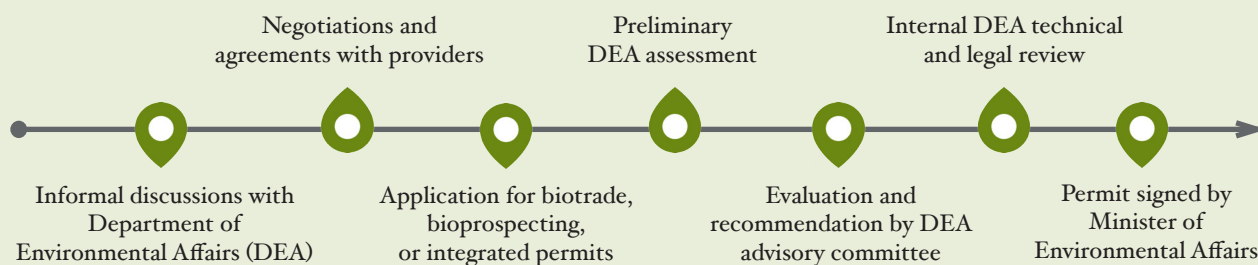 Informal discussions with
Department of
Environmental Affairs (DEA)
Negotiations and
agreements with providers
Application for biotrade,
bioprospecting,
or integrated permits
Preliminary
DEA assessment
Evaluation and
recommendation by DEA
advisory committee
Internal DEA technical
and legal review
Permit signed by
Minister of
Environmental Affairs